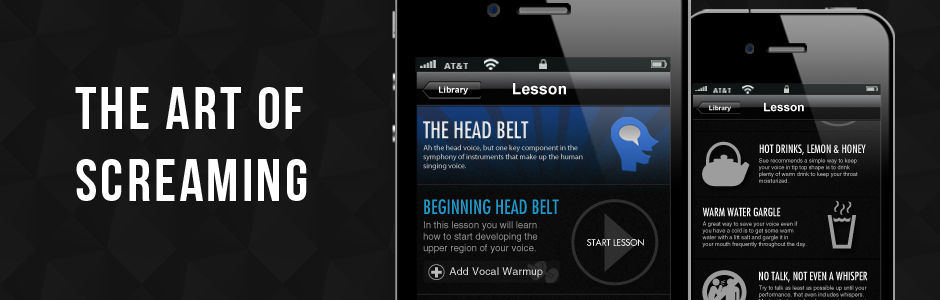 THE ART OF
SCREAMING
AT&T
Library
Lesson
THE HEAD BELT
Ah the head voice, but one key component in the
symphony of instruments that make up the human
singing voice.
BEGINNING HEAD BELT
In this lesson you will learn
how to start developing the
upper region of your voice.
START LESSON
Add Vocal Warmup
AT&T
Library
Lesson
HOT DRINKS, LEMON & HONEY
Sue recommends a simple way to keep
your voice in tip top shape is to drink
plenty of warm drink to keep your throat
moisturized.
WARM WATER GARGLE
A great way to save your voice even if
you have a cold is to get some warm
water with a litt salt and gargle it in
your mouth frequently throughout the day.
NO TALK, NOT EVEN A WHISPER
Try to talk as least as possible up until your
performance, that even includes whispers.